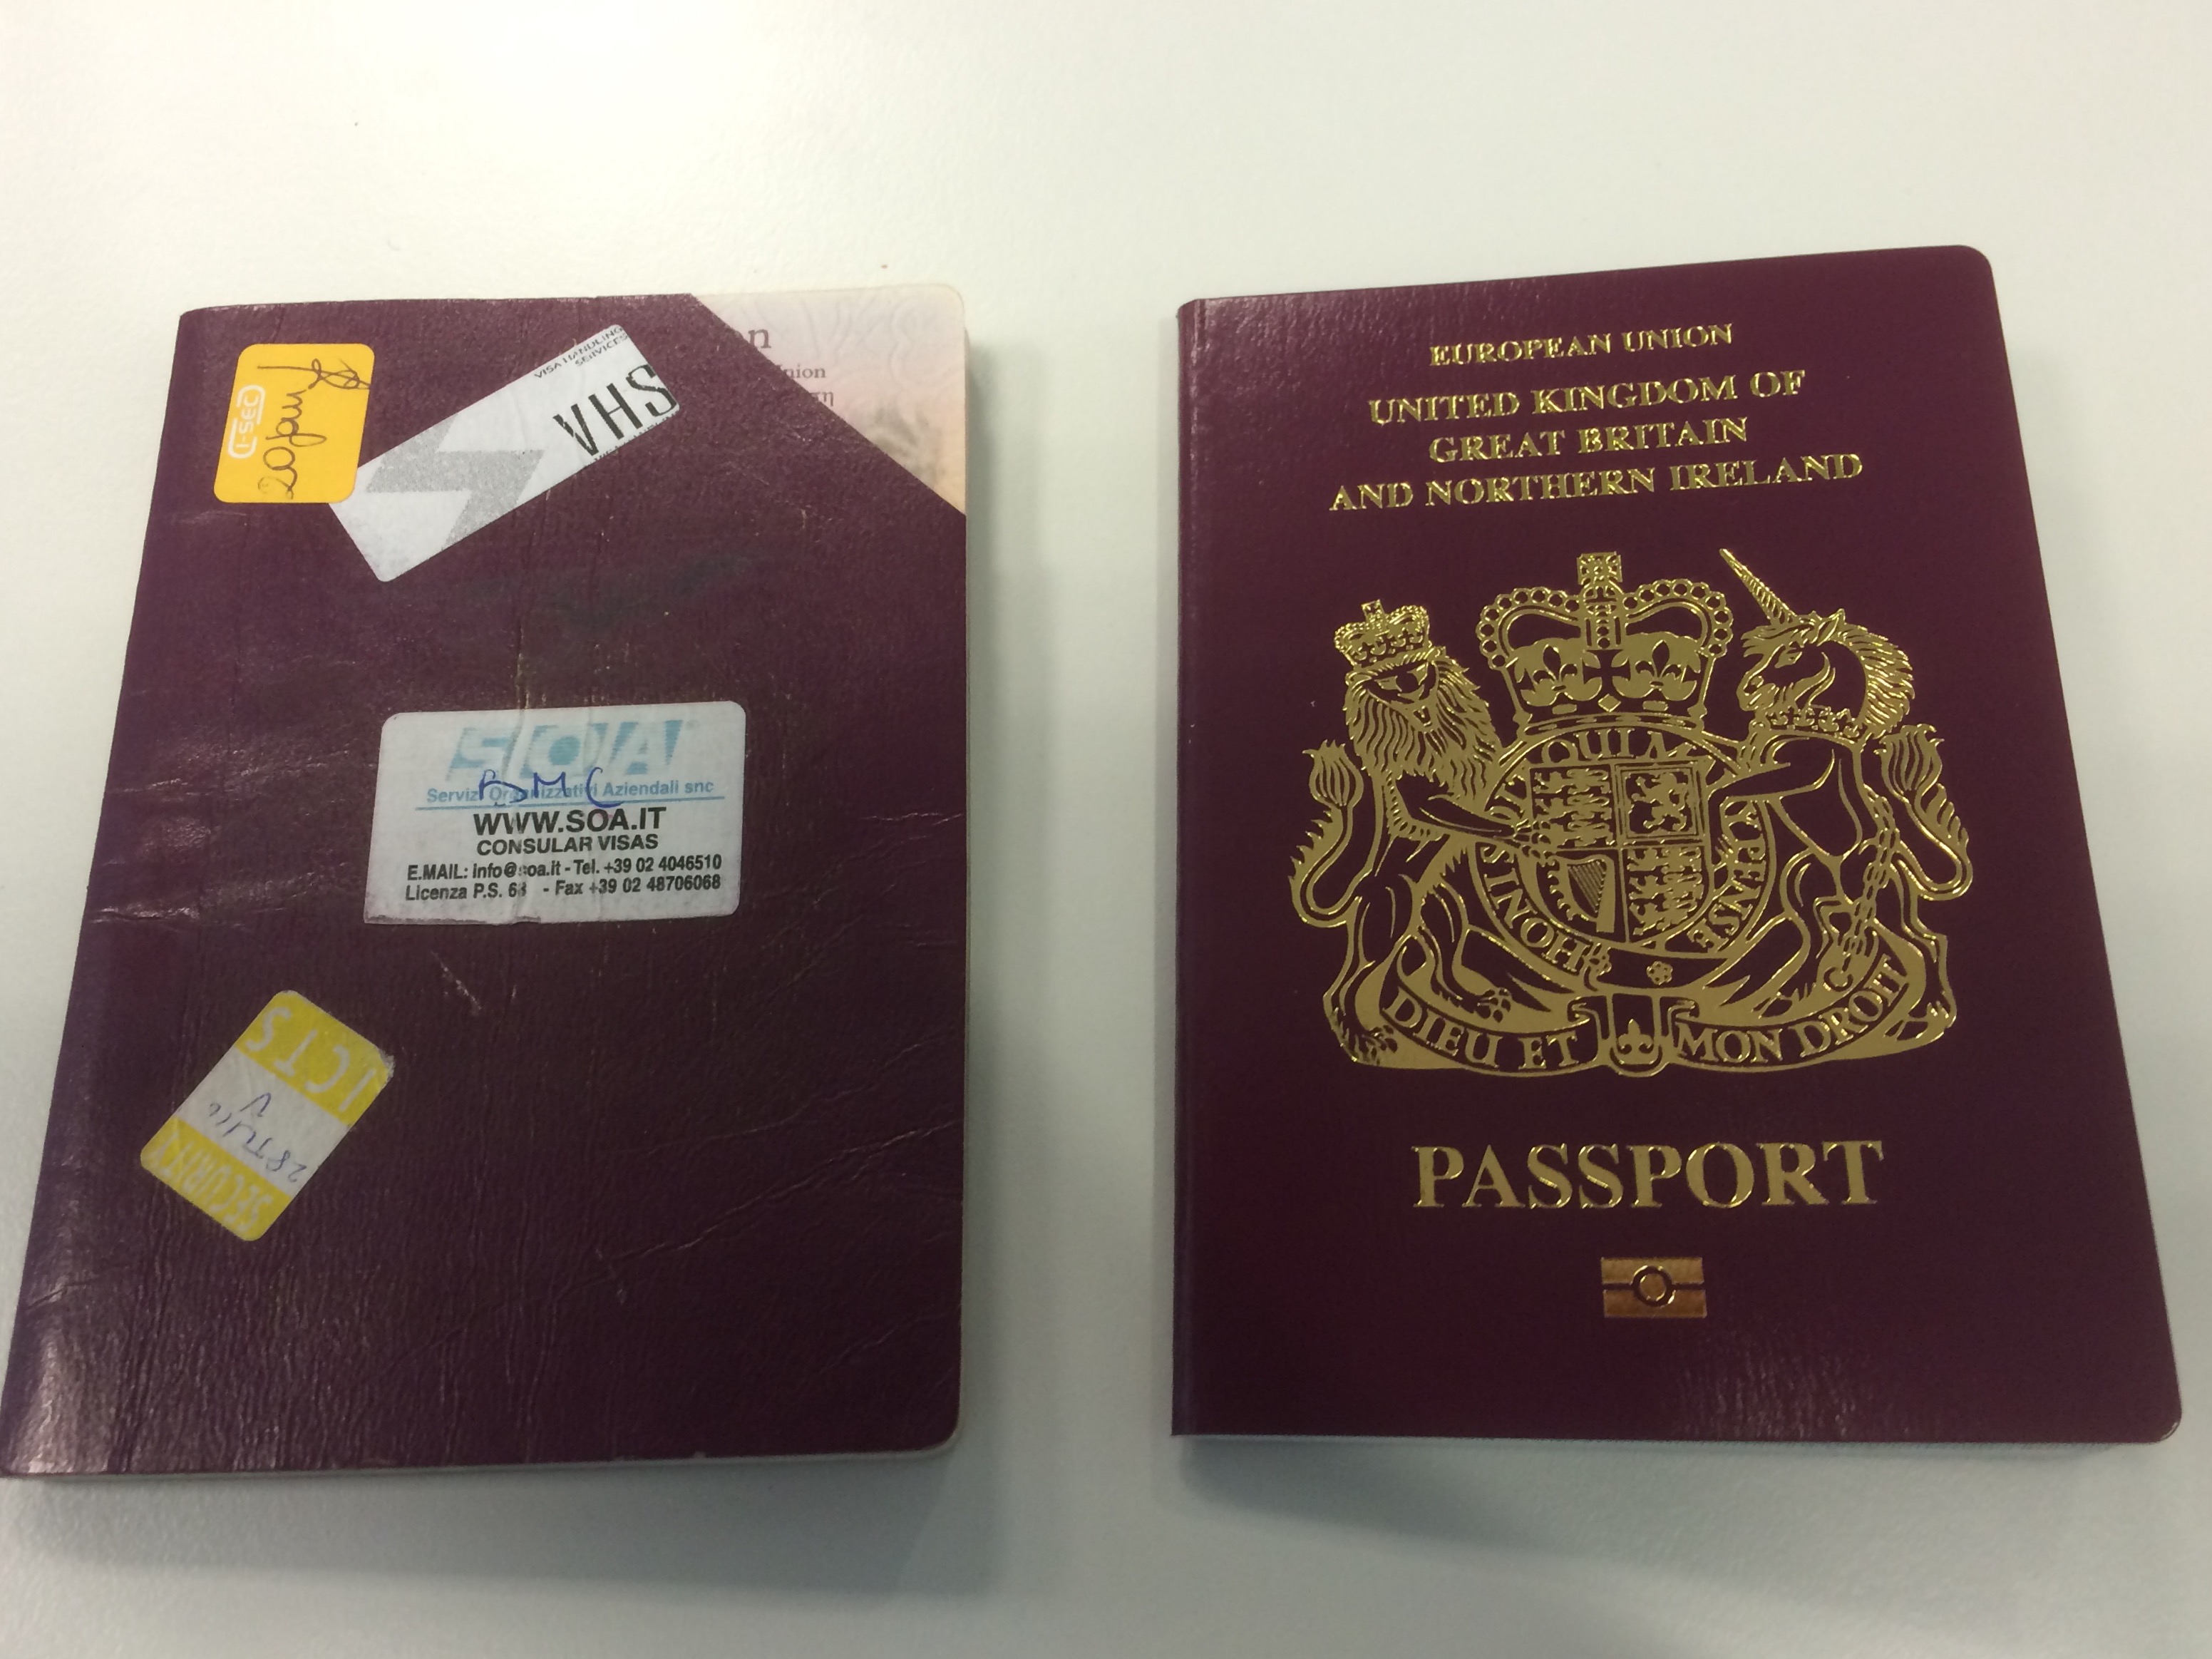 I-SEC
VISA HANDLING
SERVICES
VHS
on
nion
SOA
BMC
Servizi Organizzativi Aziendali snc
WWW.SOA.IT
CONSULAR VISAS
E.MAIL: info@soa.it - Tel. +39 02 4046510
Licenza P.S. 68 - Fax +39 02 48706068
ICTS
SECURITY
EUROPEAN UNION
UNITED KINGDOM OF
GREAT BRITAIN
AND NORTHERN IRELAND
HONI SOIT QUI MAL Y PENSE
DIEU ET MON DROIT
PASSPORT